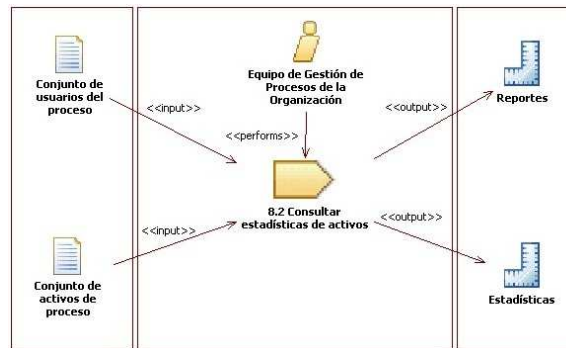 Conjunto de
usuarios del
proceso
<<input>>
Equipo de Gestión de
Procesos de la
Organización
<<performs>>
<<output>>
Reportes
8.2 Consultar
estadísticas de activos
<<input>>
Conjunto de
activos de
proceso
<<output>>
Estadísticas